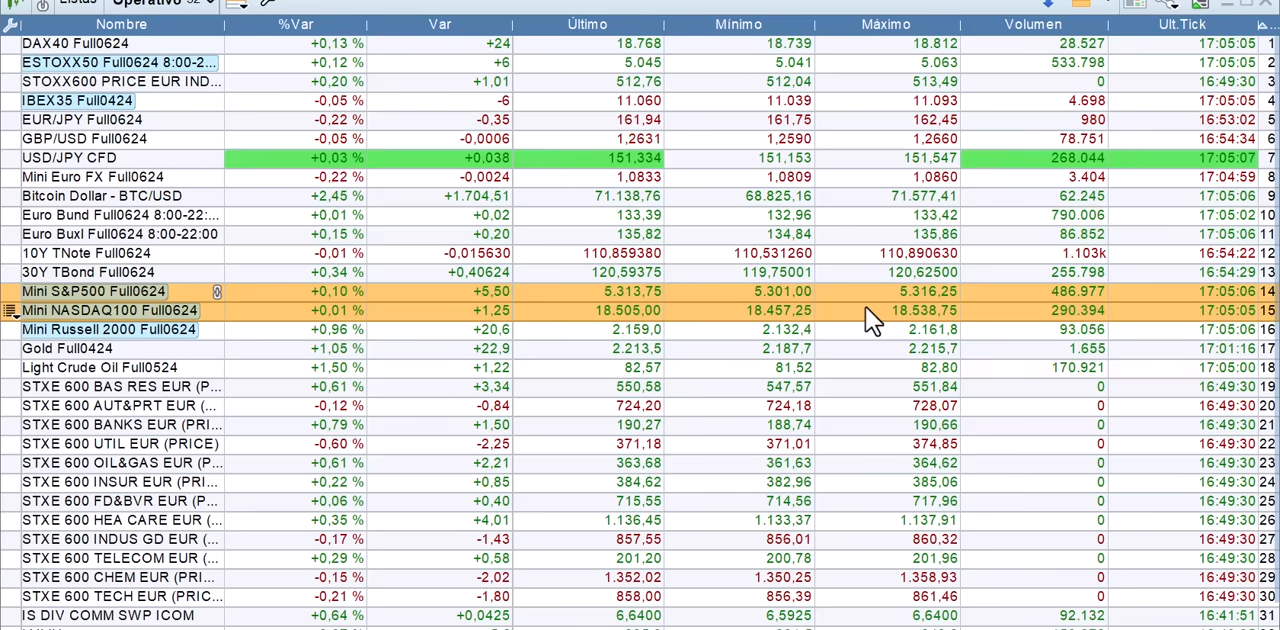 Listas Operativo
Nombre %Var Var Último Mínimo Máximo Volumen Ult.Tick
DAX40 Full0624 +0,13 % +24 18.768 18.739 18.812 28.527 17:05:05 1
ESTOXX50 Full0624 8:00-2... +0,12 % +6 5.045 5.041 5.063 533.798 17:05:05 2
STOXX600 PRICE EUR IND... +0,20 % +1,01 512,76 512,04 513,49 0 16:49:30 3
IBEX35 Full0424 -0,05 % -6 11.060 11.039 11.093 4.698 17:05:05 4
EUR/JPY Full0624 -0,22 % -0,35 161,94 161,75 162,45 980 16:53:02 5
GBP/USD Full0624 -0,05 % -0,0006 1,2631 1,2590 1,2660 78.751 16:54:34 6
USD/JPY CFD +0,03 % +0,038 151,334 151,153 151,547 268.044 17:05:07 7
Mini Euro FX Full0624 -0,22 % -0,0024 1,0833 1,0809 1,0860 3.404 17:04:59 8
Bitcoin Dollar - BTC/USD +2,45 % +1.704,51 71.138,76 68.825,16 71.577,41 62.245 17:05:06 9
Euro Bund Full0624 8:00-22:... +0,01 % +0,02 133,39 132,96 133,42 790.006 17:05:02 10
Euro Buxl Full0624 8:00-22:00 +0,15 % +0,20 135,82 134,84 135,86 86.852 17:05:06 11
10Y TNote Full0624 -0,01 % -0,015630 110,859380 110,531260 110,890630 1.103k 16:54:22 12
30Y TBond Full0624 +0,34 % +0,40624 120,59375 119,75001 120,62500 255.798 16:54:29 13
Mini S&P500 Full0624 +0,10 % +5,50 5.313,75 5.301,00 5.316,25 486.977 17:05:06 14
Mini NASDAQ100 Full0624 +0,01 % +1,25 18.505,00 18.457,25 18.538,75 290.394 17:05:05 15
Mini Russell 2000 Full0624 +0,96 % +20,6 2.159,0 2.132,4 2.161,8 93.056 17:05:06 16
Gold Full0424 +1,05 % +22,9 2.213,5 2.187,7 2.215,7 1.655 17:01:16 17
Light Crude Oil Full0524 +1,50 % +1,22 82,57 81,52 82,80 170.921 17:05:00 18
STXE 600 BAS RES EUR (P... +0,61 % +3,34 550,58 547,57 551,84 0 16:49:30 19
STXE 600 AUT&PRT EUR (... -0,12 % -0,84 724,20 724,18 728,07 0 16:49:30 20
STXE 600 BANKS EUR (PRI... +0,79 % +1,50 190,27 188,74 190,66 0 16:49:30 21
STXE 600 UTIL EUR (PRICE) -0,60 % -2,25 371,18 371,01 374,85 0 16:49:30 22
STXE 600 OIL&GAS EUR (P... +0,61 % +2,21 363,68 361,63 364,62 0 16:49:30 23
STXE 600 INSUR EUR (PRI... +0,22 % +0,85 384,62 382,96 385,06 0 16:49:30 24
STXE 600 FD&BVR EUR (P... +0,06 % +0,40 715,55 714,56 717,96 0 16:49:30 25
STXE 600 HEA CARE EUR (... +0,35 % +4,01 1.136,45 1.133,37 1.137,91 0 16:49:30 26
STXE 600 INDUS GD EUR (... -0,17 % -1,43 857,55 856,01 860,32 0 16:49:30 27
STXE 600 TELECOM EUR (... +0,29 % +0,58 201,20 200,78 201,96 0 16:49:30 28
STXE 600 CHEM EUR (PRI... -0,15 % -2,02 1.352,02 1.350,25 1.358,93 0 16:49:30 29
STXE 600 TECH EUR (PRIC... -0,21 % -1,80 858,00 856,39 861,46 0 16:49:30 30
IS DIV COMM SWP ICOM +0,64 % +0,0425 6,6400 6,5925 6,6400 92.132 16:41:51 31